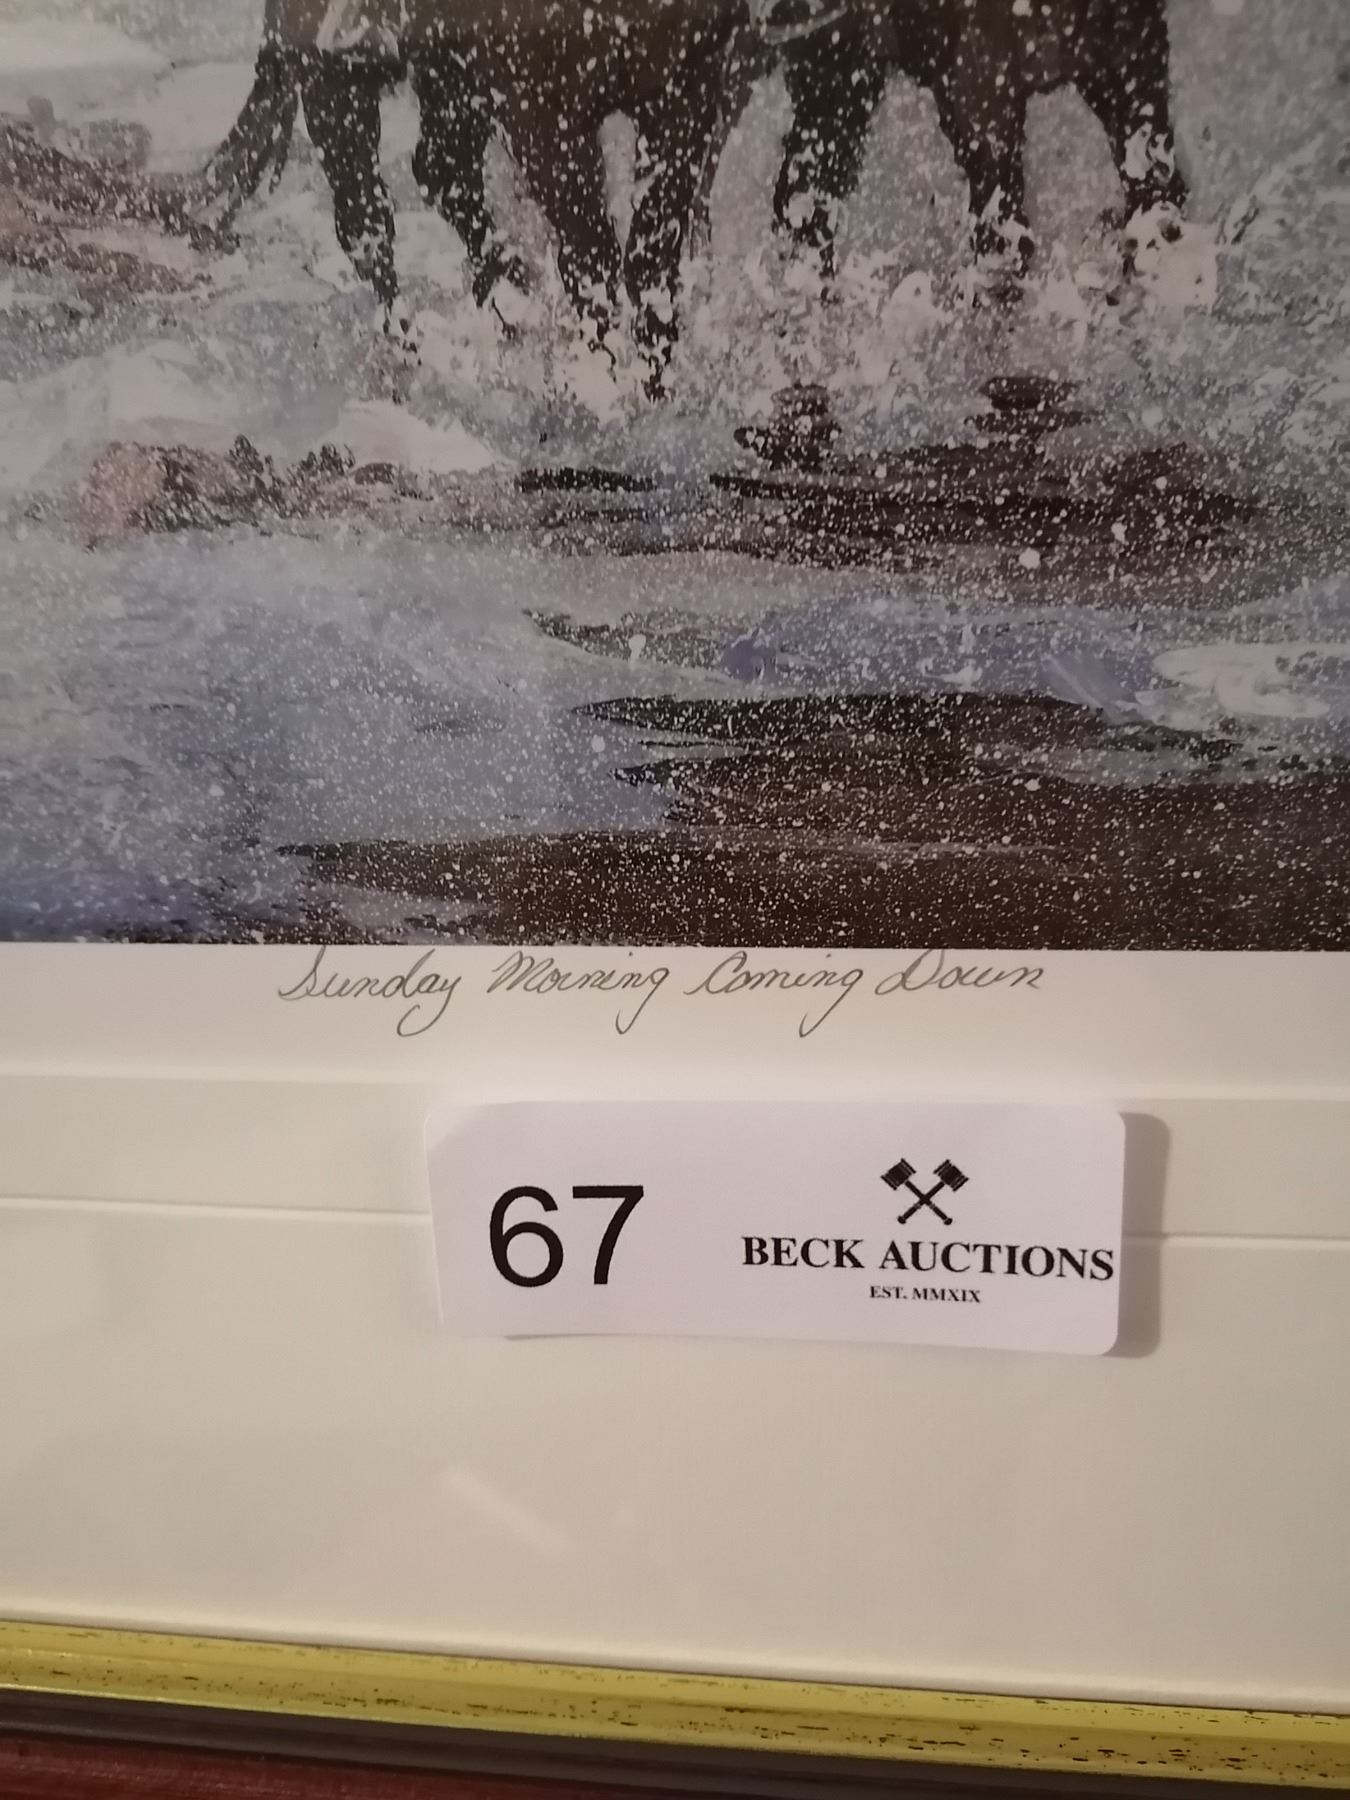 Sunday Morning Coming Down
67
BECK AUCTIONS
EST. MMXIX